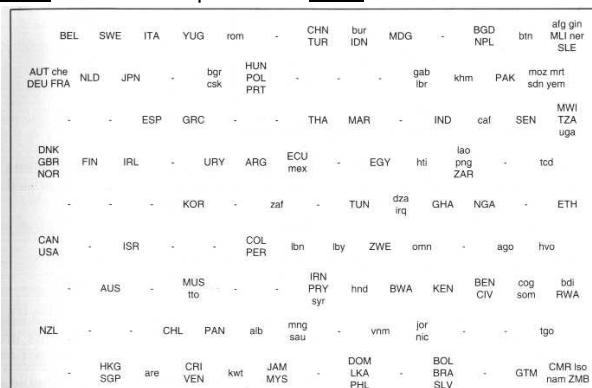 BEL SWE ITA YUG rom - CHN TUR bur IDN MDG - BGD NPL btn afg gin MLI ner SLE
AUT che DEU FRA NLD JPN - bgr csk HUN POL PRT - - - gab lbr khm PAK moz mrt sdn yem
- - ESP GRC - - THA MAR - IND caf SEN MWI TZA uga
DNK GBR NOR FIN IRL - URY ARG ECU mex - EGY hti lao png ZAR - tcd
- - - KOR - zaf - TUN dza irq GHA NGA - ETH
CAN USA - ISR - - COL PER lbn lby ZWE omn - ago hvo
- AUS - MUS tto - - IRN PRY syr hnd BWA KEN BEN CIV cog som bdi RWA
NZL - - CHL PAN alb mng sau - vnm jor nic - - tgo
- HKG SGP are CRI VEN kwt JAM MYS - DOM LKA PHL - BOL BRA SLV - GTM CMR lso nam ZMB